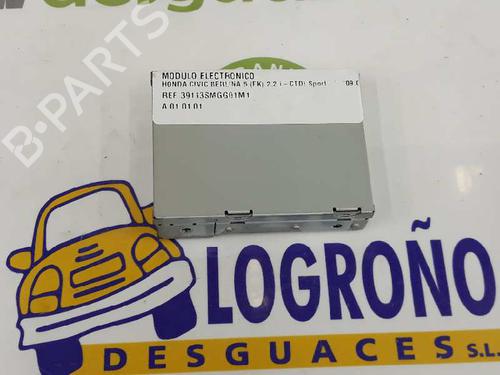 MODULO ELECTRONICO
HONDA CIVIC BERLINA 5 (FK) 2.2 i - CTDi Sport
REF 39113SMGG01M1
A 01 01 01
B-PARTS
LOGROÑO
DESGUACES S.L.